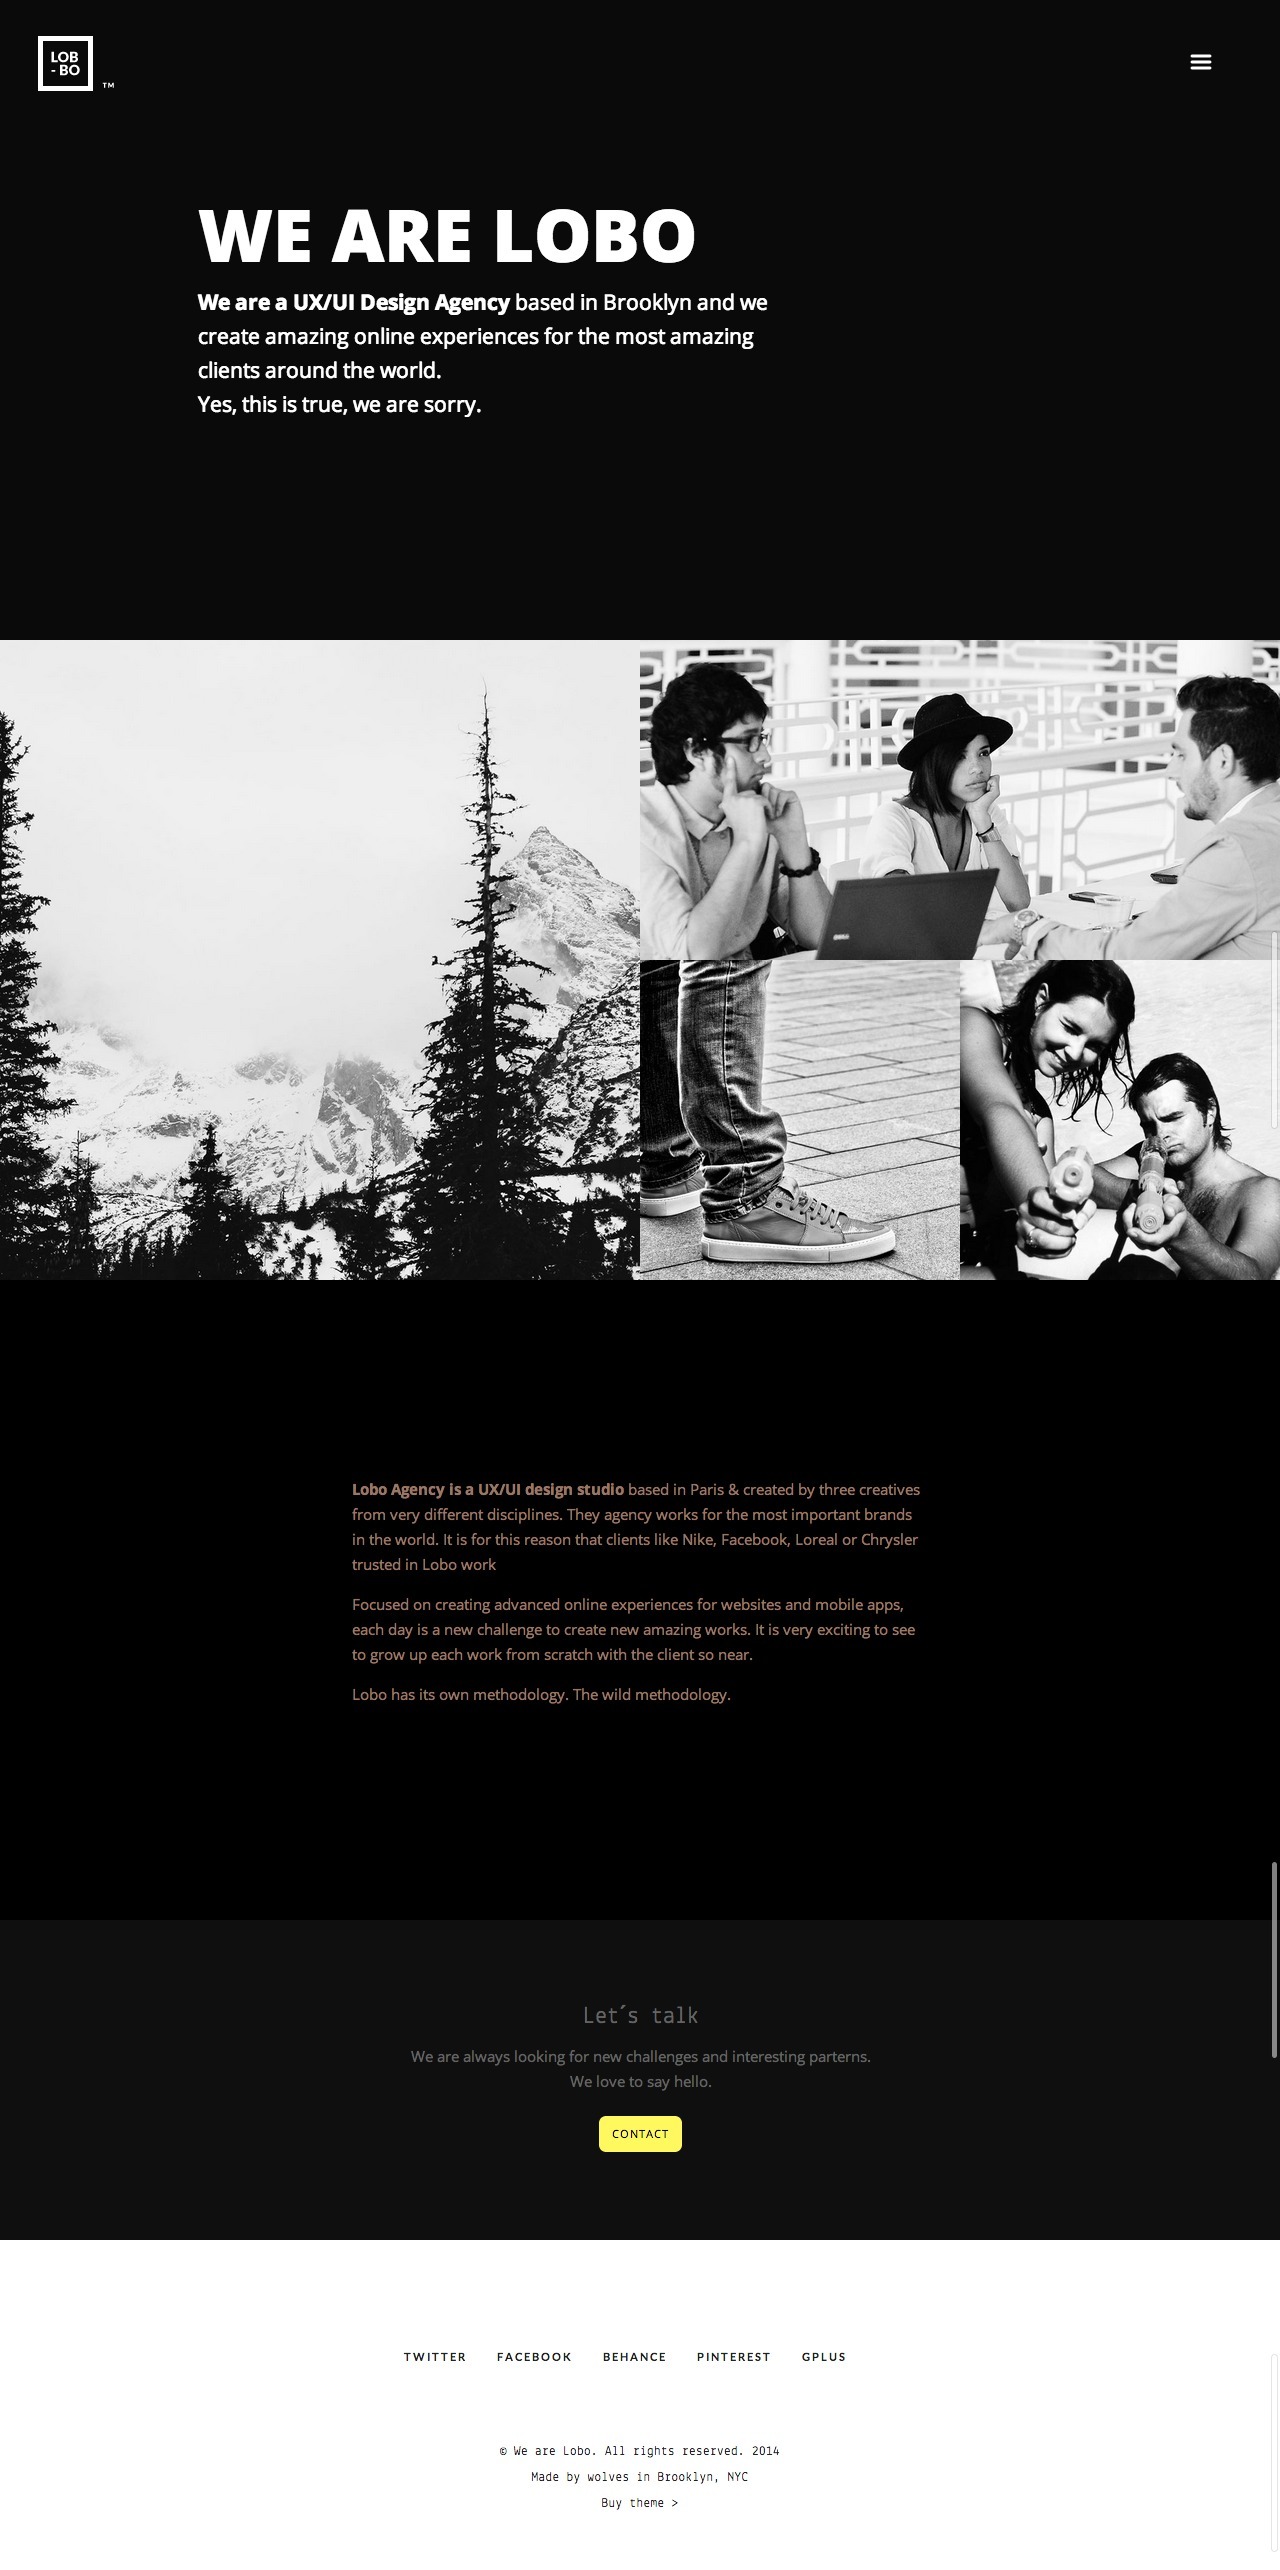 LOB
- BO
™
WE ARE LOBO
We are a UX/UI Design Agency based in Brooklyn and we
create amazing online experiences for the most amazing
clients around the world.
Yes, this is true, we are sorry.
Lobo Agency is a UX/UI design studio based in Paris & created by three creatives
from very different disciplines. They agency works for the most important brands
in the world. It is for this reason that clients like Nike, Facebook, Loreal or Chrysler
trusted in Lobo work
Focused on creating advanced online experiences for websites and mobile apps,
each day is a new challenge to create new amazing works. It is very exciting to see
to grow up each work from scratch with the client so near.
Lobo has its own methodology. The wild methodology.
Let´s talk
We are always looking for new challenges and interesting parterns.
We love to say hello.
CONTACT
TWITTER FACEBOOK BEHANCE PINTEREST GPLUS
© We are Lobo. All rights reserved. 2014
Made by wolves in Brooklyn, NYC
Buy theme >